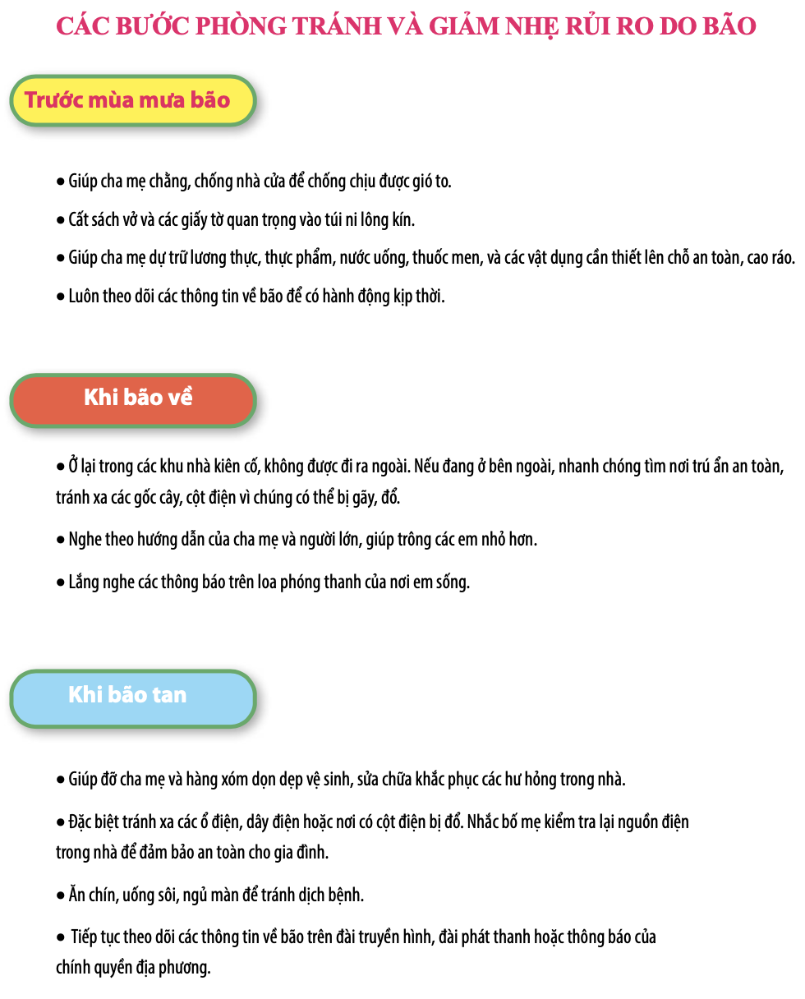 CÁC BƯỚC PHÒNG TRÁNH VÀ GIẢM NHẸ RỦI RO DO BÃO
Trước mùa mưa bão
• Giúp cha mẹ chằng, chống nhà cửa để chống chịu được gió to.
• Cất sách vở và các giấy tờ quan trọng vào túi ni lông kín.
• Giúp cha mẹ dự trữ lương thực, thực phẩm, nước uống, thuốc men, và các vật dụng cần thiết lên chỗ an toàn, cao ráo.
• Luôn theo dõi các thông tin về bão để có hành động kịp thời.
Khi bão về
• Ở lại trong các khu nhà kiên cố, không được đi ra ngoài. Nếu đang ở bên ngoài, nhanh chóng tìm nơi trú ẩn an toàn,
tránh xa các gốc cây, cột điện vì chúng có thể bị gãy, đổ.
• Nghe theo hướng dẫn của cha mẹ và người lớn, giúp trông các em nhỏ hơn.
• Lắng nghe các thông báo trên loa phóng thanh của nơi em sống.
Khi bão tan
• Giúp đỡ cha mẹ và hàng xóm dọn dẹp vệ sinh, sửa chữa khắc phục các hư hỏng trong nhà.
• Đặc biệt tránh xa các ổ điện, dây điện hoặc nơi có cột điện bị đổ. Nhắc bố mẹ kiểm tra lại nguồn điện
trong nhà để đảm bảo an toàn cho gia đình.
• Ăn chín, uống sôi, ngủ màn để tránh dịch bệnh.
• Tiếp tục theo dõi các thông tin về bão trên đài truyền hình, đài phát thanh hoặc thông báo của
chính quyền địa phương.